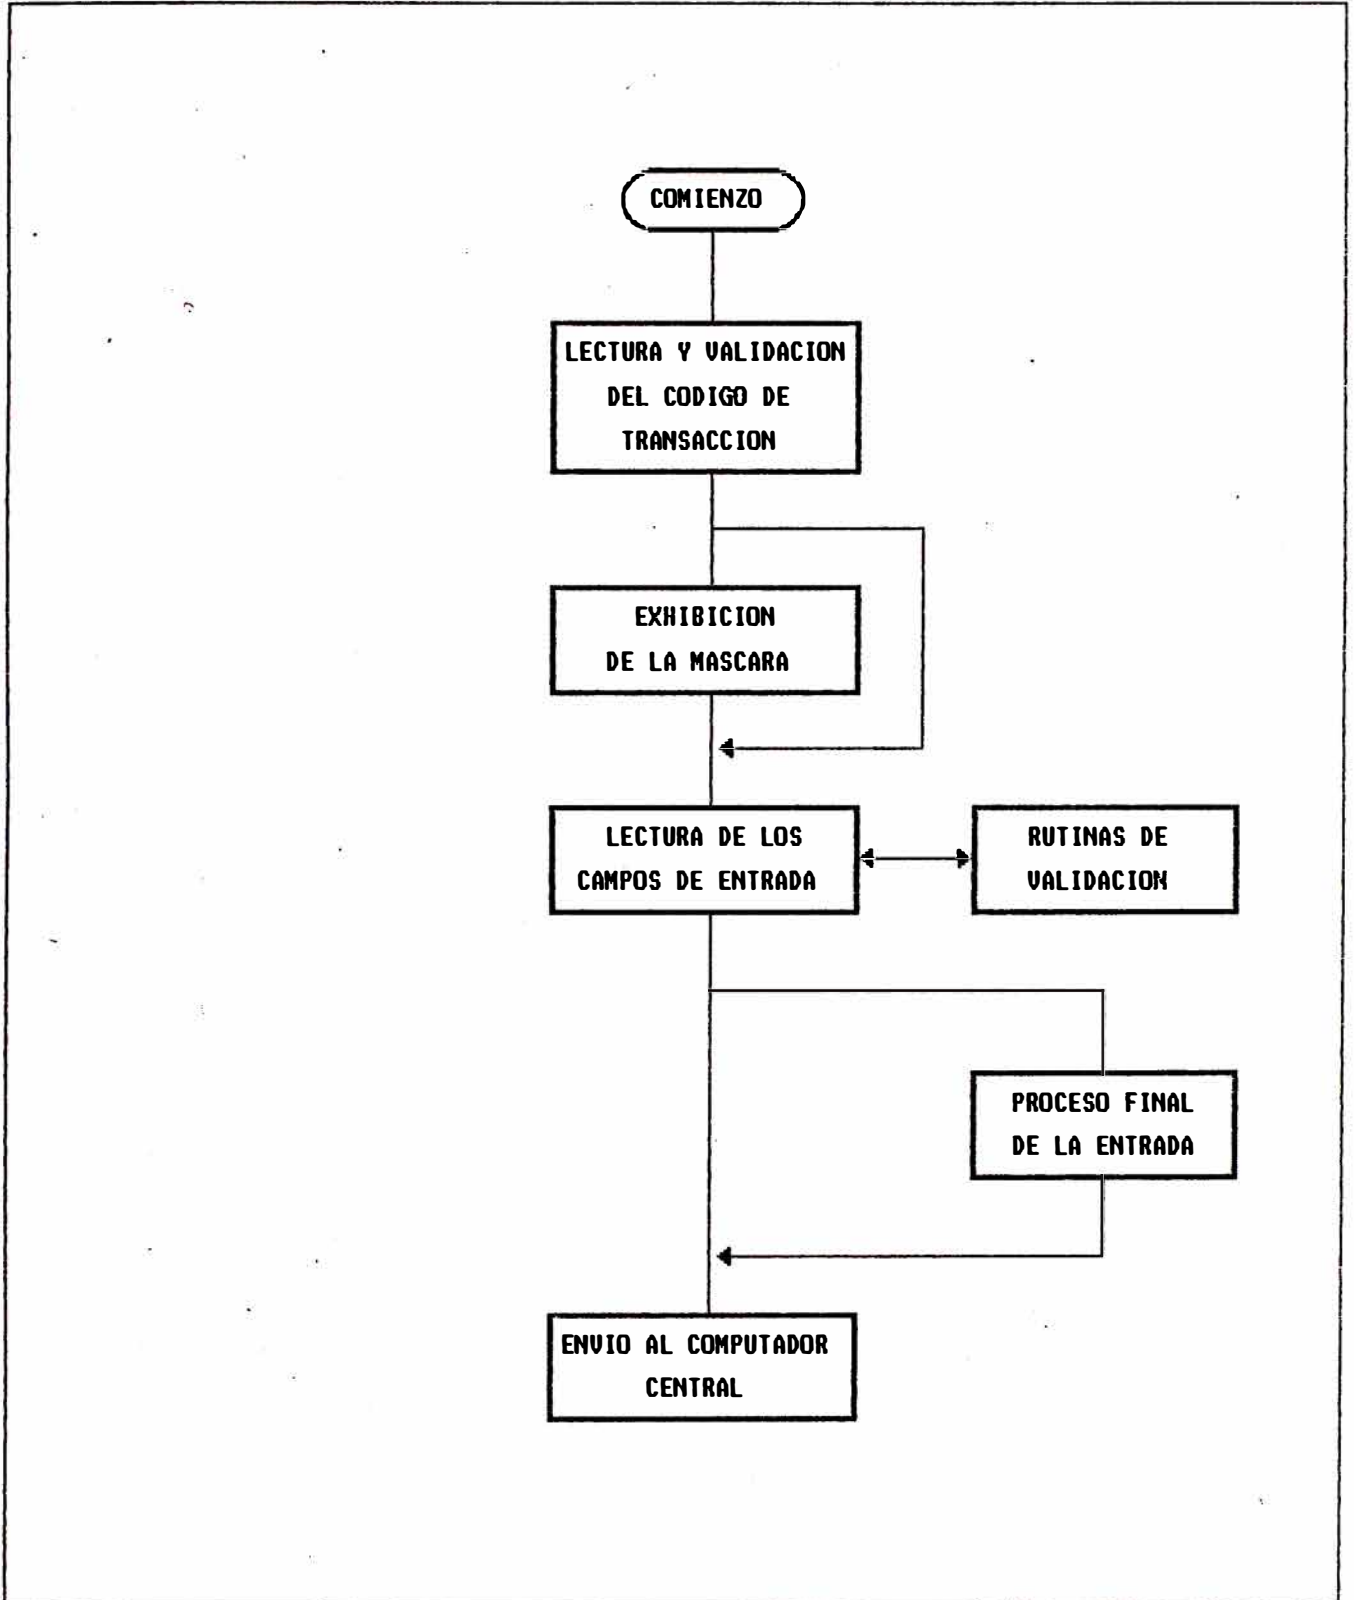 COMIENZO
LECTURA Y VALIDACION
DEL CODIGO DE
TRANSACCION
EXHIBICION
DE LA MASCARA
LECTURA DE LOS
CAMPOS DE ENTRADA
RUTINAS DE
VALIDACION
PROCESO FINAL
DE LA ENTRADA
ENVIO AL COMPUTADOR
CENTRAL